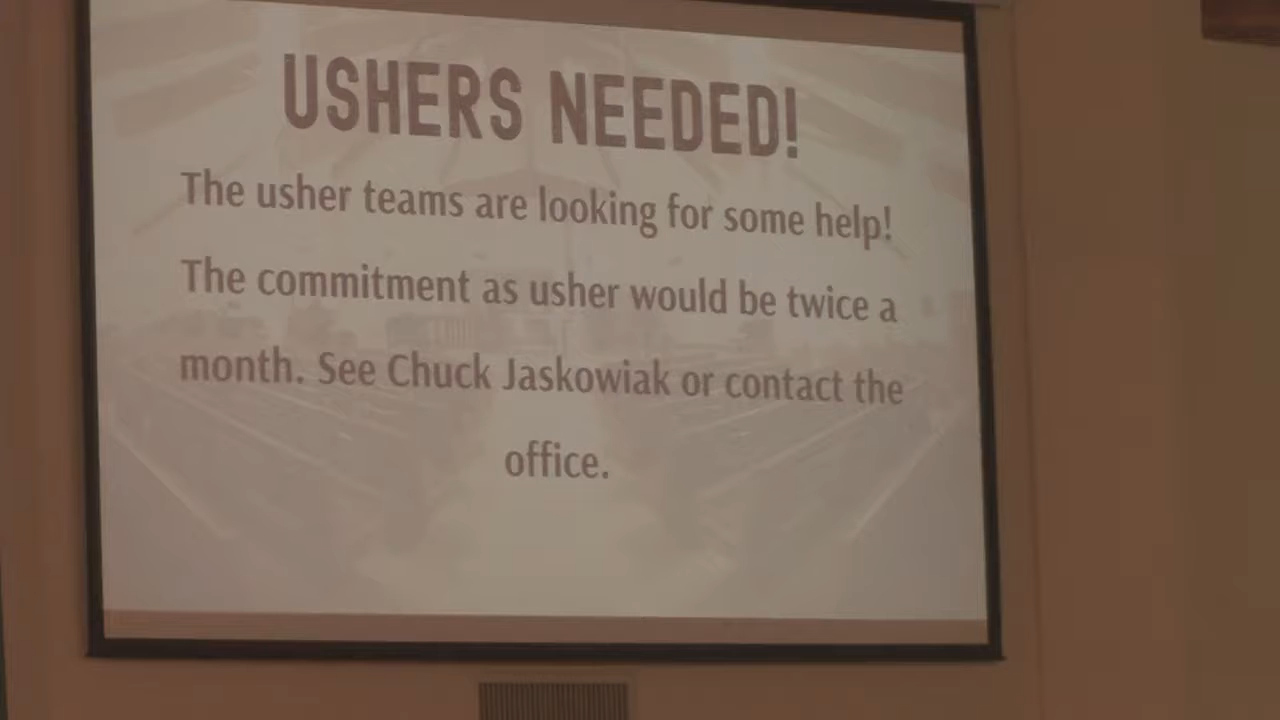 USHERS NEEDED!
The usher teams are looking for some help!
The commitment as usher would be twice a
month. See Chuck Jaskowiak or contact the
office.